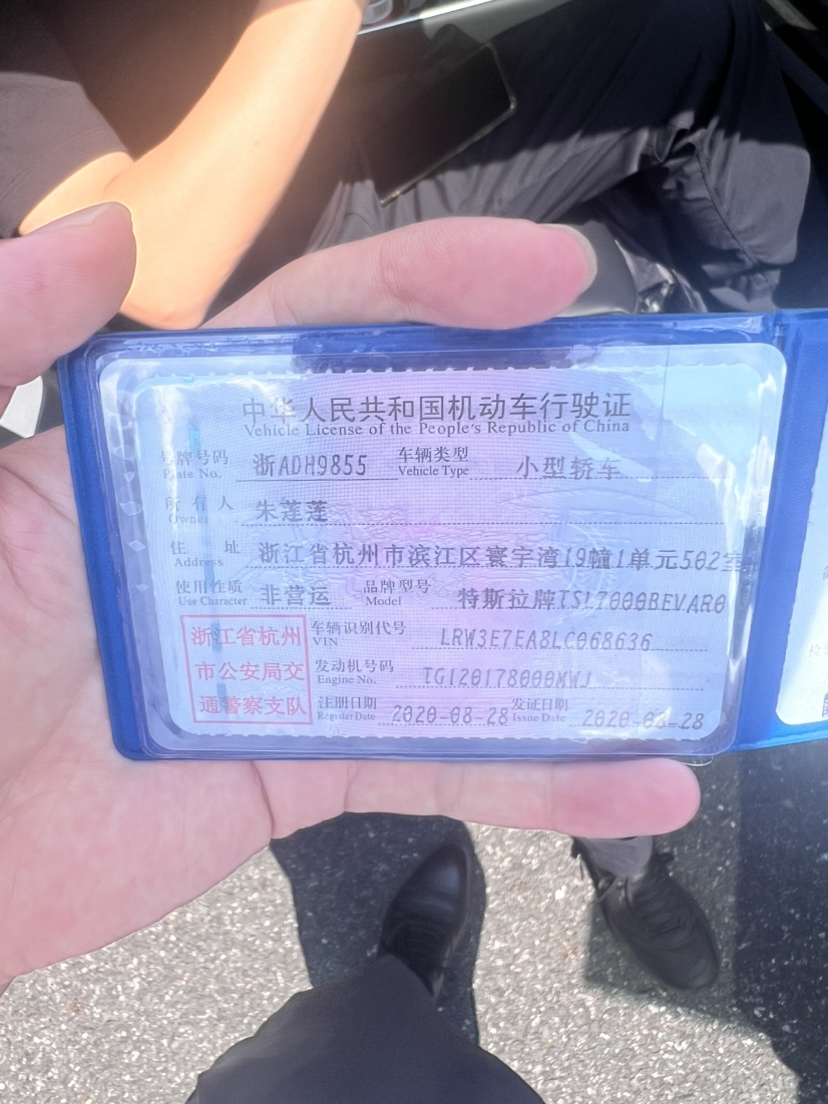 中华人民共和国机动车行驶证
Vehicle License of the People's Republic of China
号牌号码 浙ADH9855 车辆类型 小型轿车
Plate No. Vehicle Type
所有人 朱莲莲
Owner
住址 浙江省杭州市滨江区寰宇湾19幢1单元502室
Address
使用性质 非营运 品牌型号 特斯拉牌TSL7000BEVAR0
Use Character Model
浙江省杭州 车辆识别代号 LRW3E7EA8LC068636
VIN
市公安局交 发动机号码 TG120178000MWJ
Engine No.
通警察支队 注册日期 2020-08-28 发证日期 2020-08-28
Register Date Issue Date